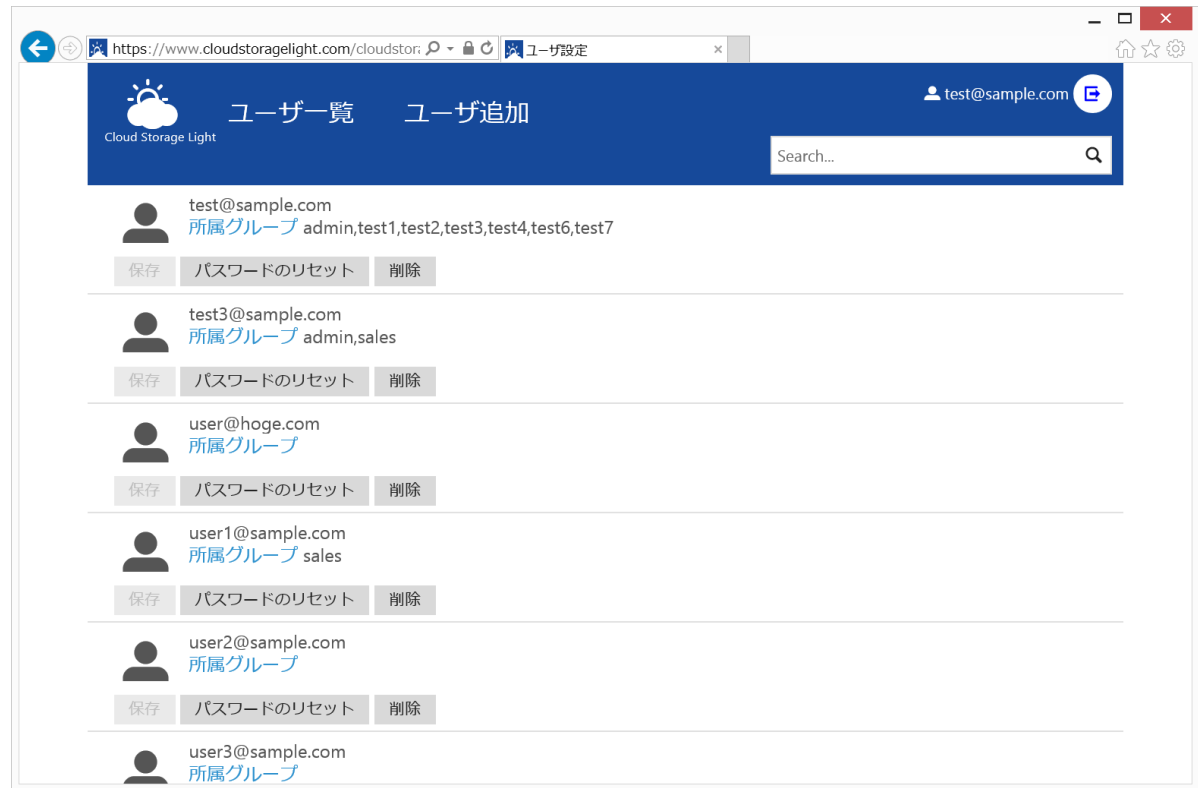 https://www.cloudstoragelight.com/cloudstor
ユーザ設定
ユーザ一覧 ユーザ追加
Cloud Storage Light
test@sample.com
Search...
test@sample.com
所属グループ admin,test1,test2,test3,test4,test6,test7
保存 パスワードのリセット 削除
test3@sample.com
所属グループ admin,sales
保存 パスワードのリセット 削除
user@hoge.com
所属グループ
保存 パスワードのリセット 削除
user1@sample.com
所属グループ sales
保存 パスワードのリセット 削除
user2@sample.com
所属グループ
保存 パスワードのリセット 削除
user3@sample.com
所属グループ